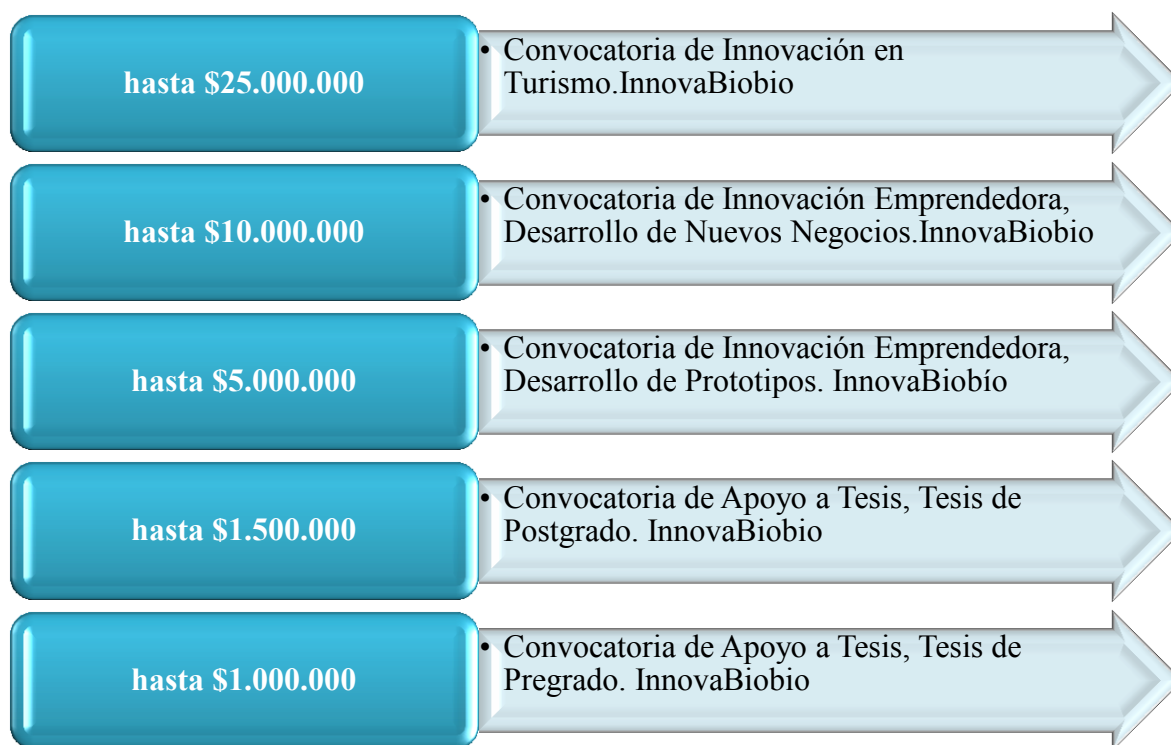 hasta $25.000.000
• Convocatoria de Innovación en
Turismo.InnovaBiobio
hasta $10.000.000
• Convocatoria de Innovación Emprendedora,
Desarrollo de Nuevos Negocios.InnovaBiobio
hasta $5.000.000
• Convocatoria de Innovación Emprendedora,
Desarrollo de Prototipos. InnovaBiobío
hasta $1.500.000
• Convocatoria de Apoyo a Tesis, Tesis de
Postgrado. InnovaBiobio
hasta $1.000.000
• Convocatoria de Apoyo a Tesis, Tesis de
Pregrado. InnovaBiobio